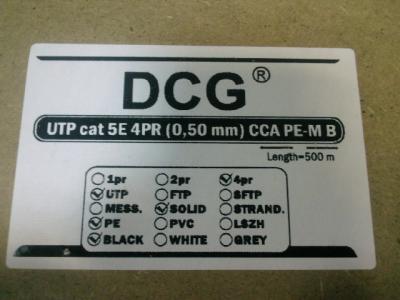 DCG®
UTP cat 5E 4PR (0,50 mm) CCA PE-M B
Length=500 m
1pr 2pr 4pr
UTP FTP SFTP
MESS. SOLID STRAND.
PE PVC LSZH
BLACK WHITE GREY